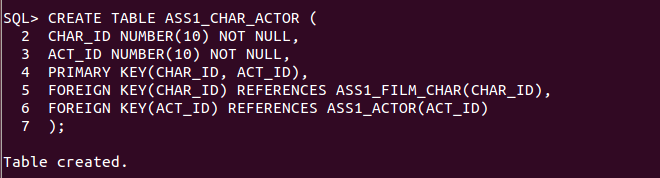 SQL> CREATE TABLE ASS1_CHAR_ACTOR (
2 CHAR_ID NUMBER(10) NOT NULL,
3 ACT_ID NUMBER(10) NOT NULL,
4 PRIMARY KEY(CHAR_ID, ACT_ID),
5 FOREIGN KEY(CHAR_ID) REFERENCES ASS1_FILM_CHAR(CHAR_ID),
6 FOREIGN KEY(ACT_ID) REFERENCES ASS1_ACTOR(ACT_ID)
7 );
Table created.